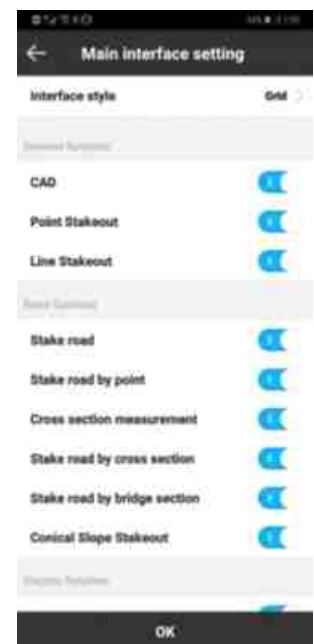 Main interface setting
Interface style Grid
CAD
Point Stakeout
Line Stakeout
Stake road
Stake road by point
Cross section measurement
Stake road by cross section
Stake road by bridge section
Conical Slope Stakeout
OK